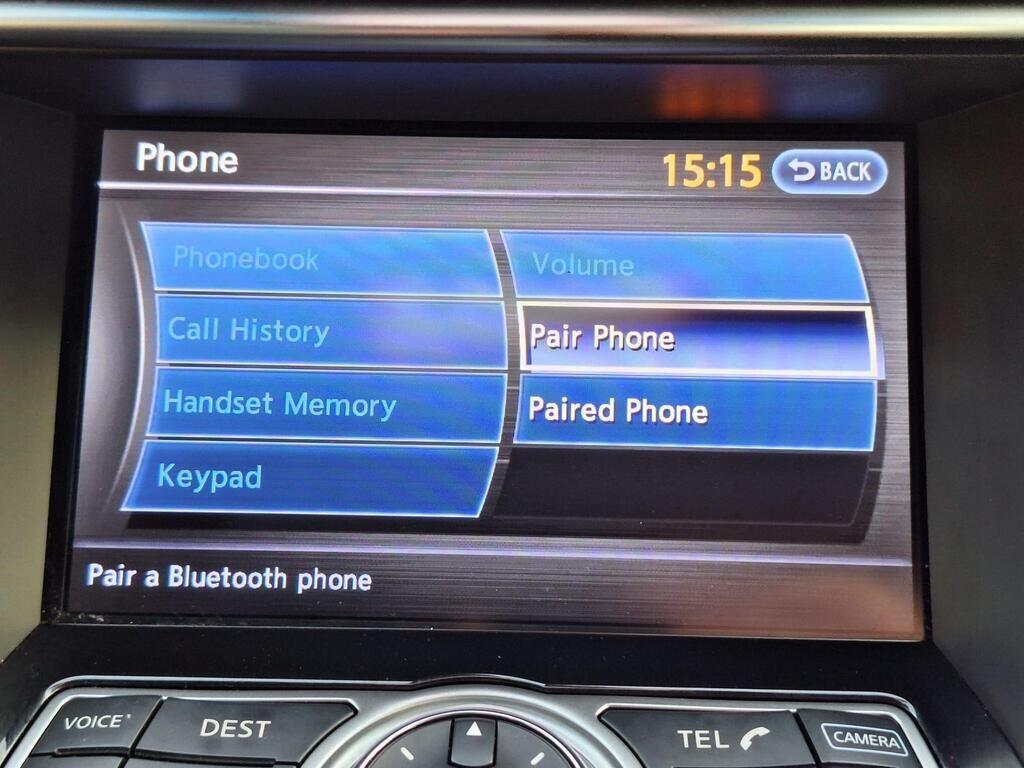 Phone
15:15
BACK
Phonebook
Volume
Call History
Pair Phone
Handset Memory
Paired Phone
Keypad
Pair a Bluetooth phone
VOICE
DEST
TEL
CAMERA